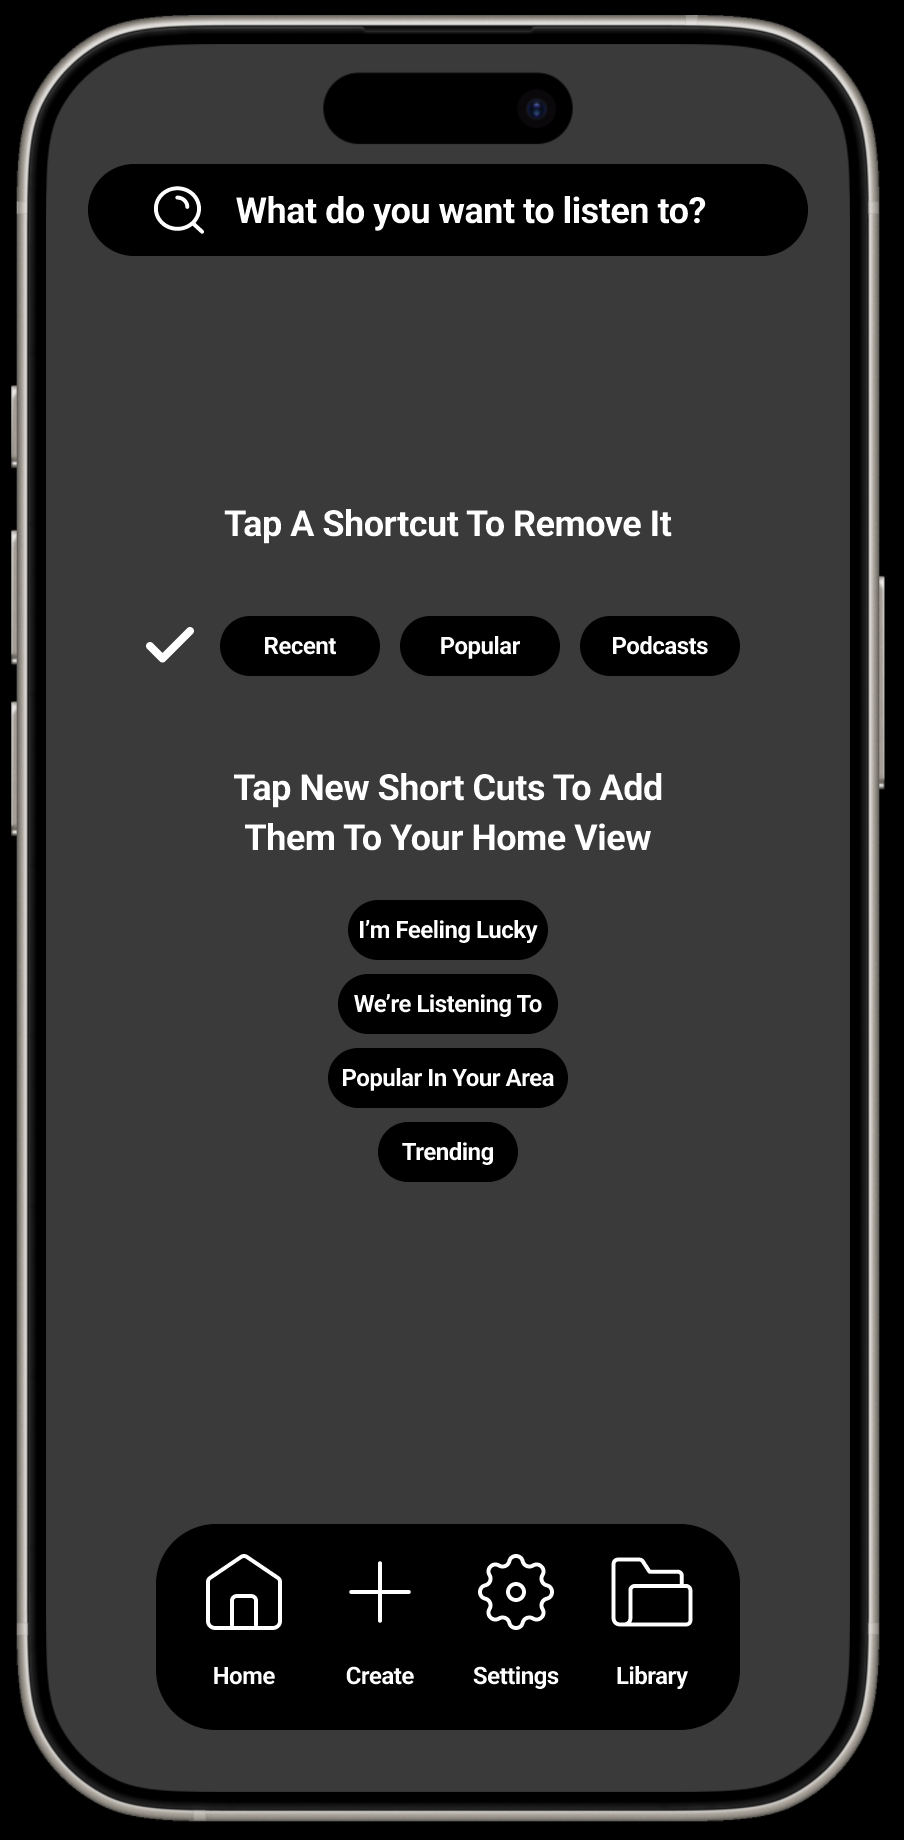 What do you want to listen to?
Tap A Shortcut To Remove It
Recent Popular Podcasts
Tap New Short Cuts To Add
Them To Your Home View
I’m Feeling Lucky
We’re Listening To
Popular In Your Area
Trending
Home Create Settings Library